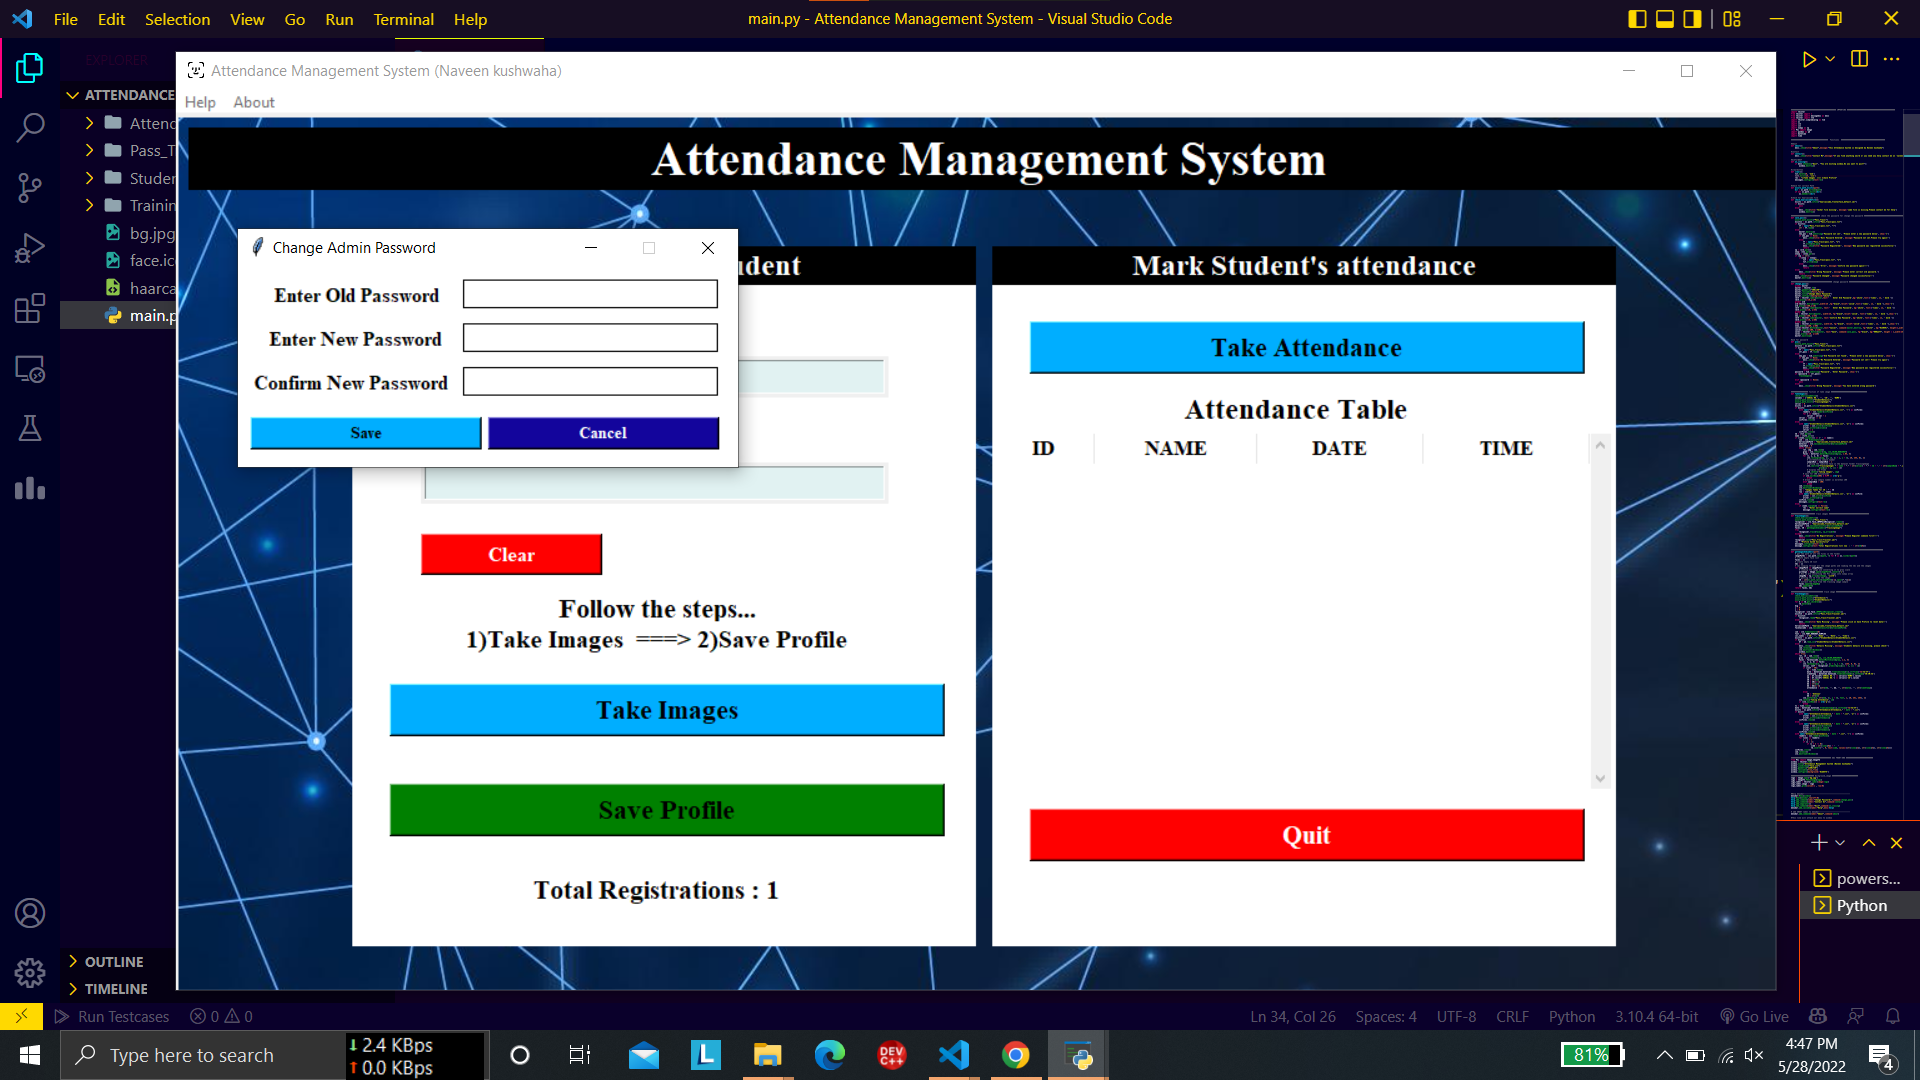 File Edit Selection View Go Run Terminal Help
main.py - Attendance Management System - Visual Studio Code
EXPLORER
ATTENDANCE
Attend
Pass_T
Studen
Trainin
bg.jpg
face.ic
haarca
main.p
OUTLINE
TIMELINE
Attendance Management System (Naveen kushwaha)
Help About
Attendance Management System
Change Admin Password
Enter Old Password
Enter New Password
Confirm New Password
Save Cancel
udent
Clear
Follow the steps...
1)Take Images ===> 2)Save Profile
Take Images
Save Profile
Total Registrations : 1
Mark Student's attendance
Take Attendance
Attendance Table
ID NAME DATE TIME
Quit
powers...
Python
Run Testcases 0 0
Ln 34, Col 26 Spaces: 4 UTF-8 CRLF Python 3.10.4 64-bit Go Live
Type here to search
2.4 KBps
0.0 KBps
L
DEV C++
81%
4:47 PM
5/28/2022
4